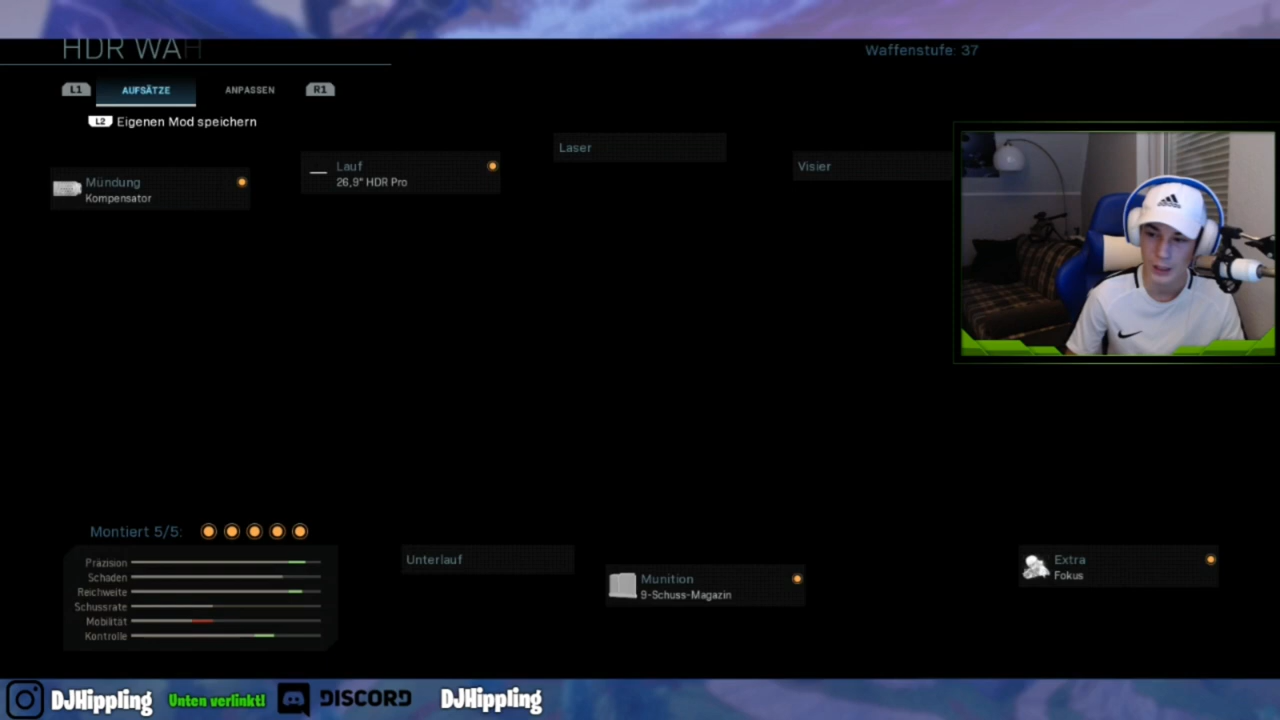 HDR WAH
Waffenstufe: 37
L1 AUFSÄTZE ANPASSEN R1
L2 Eigenen Mod speichern
Laser
Lauf
26,9" HDR Pro
Visier
Mündung
Kompensator
Montiert 5/5:
Präzision
Schaden
Reichweite
Schussrate
Mobilität
Kontrolle
Unterlauf
Munition
9-Schuss-Magazin
Extra
Fokus
DJHippling Unten verlinkt! DISCORD DJHippling